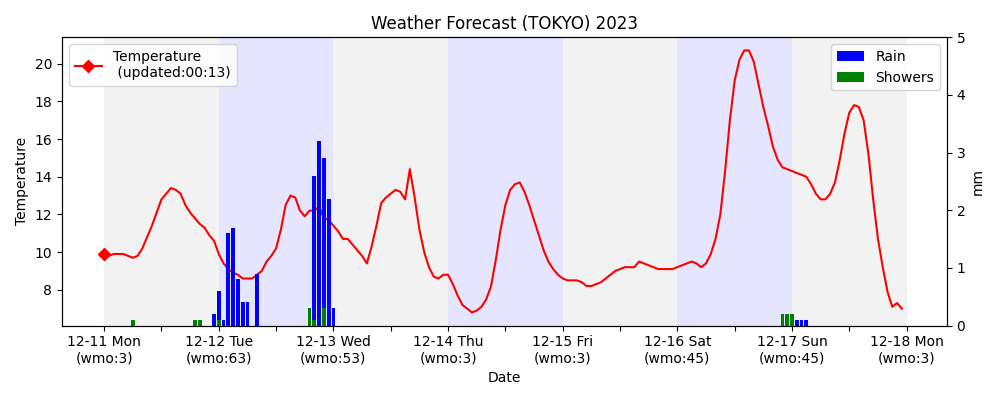 Weather Forecast (TOKYO) 2023
Temperature
(updated:00:13)
Rain
Showers
Temperature
20
18
16
14
12
10
8
5
4
3
2
1
0
mm
12-11 Mon 12-12 Tue 12-13 Wed 12-14 Thu 12-15 Fri 12-16 Sat 12-17 Sun 12-18 Mon
(wmo:3) (wmo:63) (wmo:53) (wmo:3) (wmo:3) (wmo:45) (wmo:45) (wmo:3)
Date